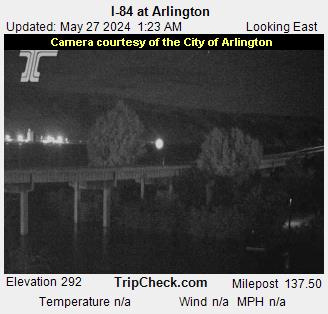 I-84 at Arlington
Updated: May 27 2024 1:23 AM Looking East
Camera courtesy of the City of Arlington
Elevation 292 TripCheck.com Milepost 137.50
Temperature n/a Wind n/a MPH n/a